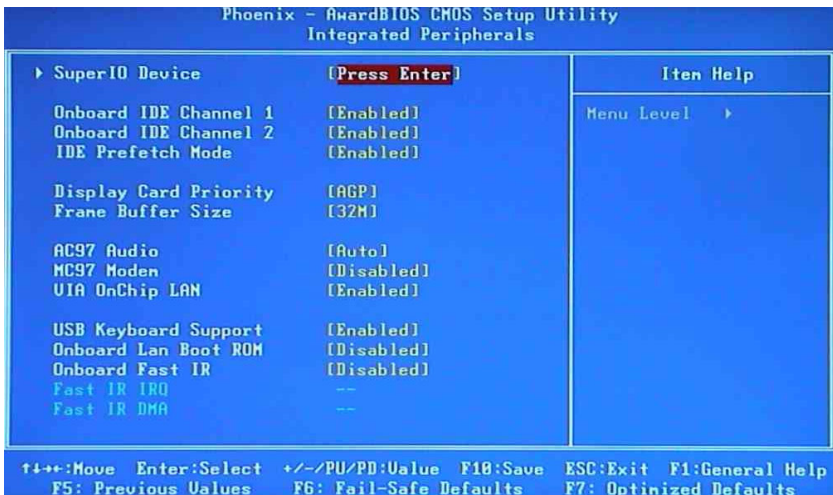 Phoenix - AwardBIOS CMOS Setup Utility
Integrated Peripherals
SuperIO Device [Press Enter]
Item Help
Onboard IDE Channel 1 [Enabled]
Menu Level
Onboard IDE Channel 2 [Enabled]
IDE Prefetch Mode [Enabled]
Display Card Priority [AGP]
Frame Buffer Size [32M]
AC97 Audio [Auto]
MC97 Modem [Disabled]
VIA OnChip LAN [Enabled]
USB Keyboard Support [Enabled]
Onboard Lan Boot ROM [Disabled]
Onboard Fast IR [Disabled]
Fast IR IRQ --
Fast IR DMA --
↑↓→←:Move Enter:Select +/-/PU/PD:Value F10:Save ESC:Exit F1:General Help
F5: Previous Values F6: Fail-Safe Defaults F7: Optimized Defaults